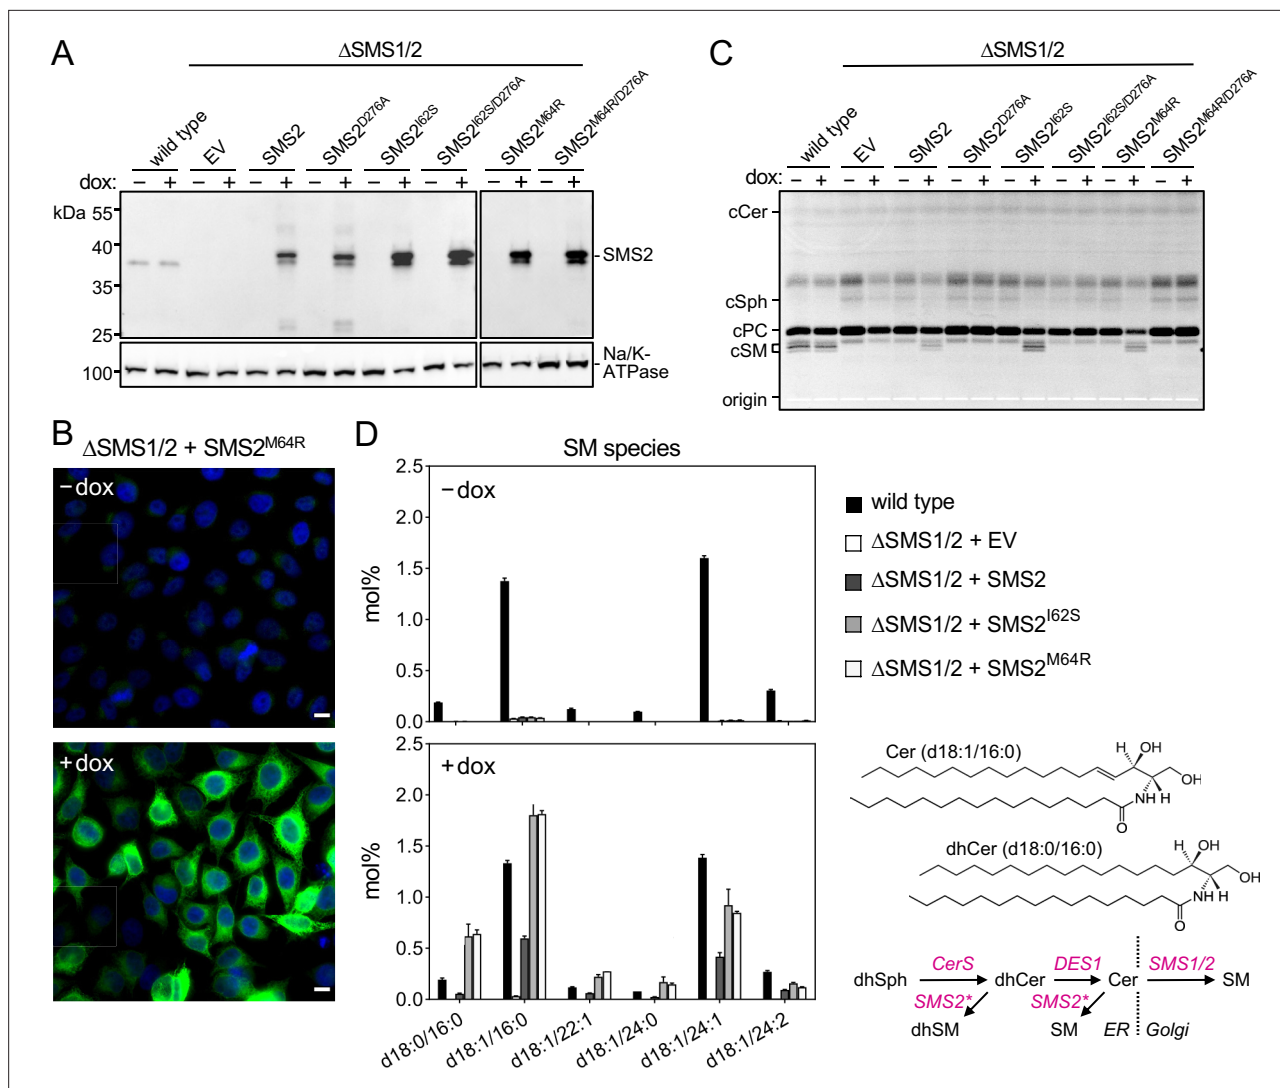 A
ΔSMS1/2
wild type
EV
SMS2
SMS2D276A
SMS2I62S
SMS2I62S/D276A
SMS2M64R
SMS2M64R/D276A
dox: − + − + − + − + − + − + − + − +
kDa 55
40
35
25
SMS2
100
Na/K-
ATPase
C
ΔSMS1/2
wild type
EV
SMS2
SMS2D276A
SMS2I62S
SMS2I62S/D276A
SMS2M64R
SMS2M64R/D276A
dox: − + − + − + − + − + − + − + − +
cCer
cSph
cPC
cSM
origin
B
ΔSMS1/2 + SMS2M64R
−dox
+dox
D
SM species
−dox
mol%
2.5
2.0
1.5
1.0
0.5
0.0
+dox
mol%
2.5
2.0
1.5
1.0
0.5
0.0
d18:0/16:0
d18:1/16:0
d18:1/22:1
d18:1/24:0
d18:1/24:1
d18:1/24:2
wild type
ΔSMS1/2 + EV
ΔSMS1/2 + SMS2
ΔSMS1/2 + SMS2I62S
ΔSMS1/2 + SMS2M64R
Cer (d18:1/16:0)
H OH
OH
NH H
O
dhCer (d18:0/16:0)
H OH
OH
NH H
O
CerS DES1 SMS1/2
dhSph dhCer Cer SM
SMS2* SMS2*
dhSM SM ER Golgi